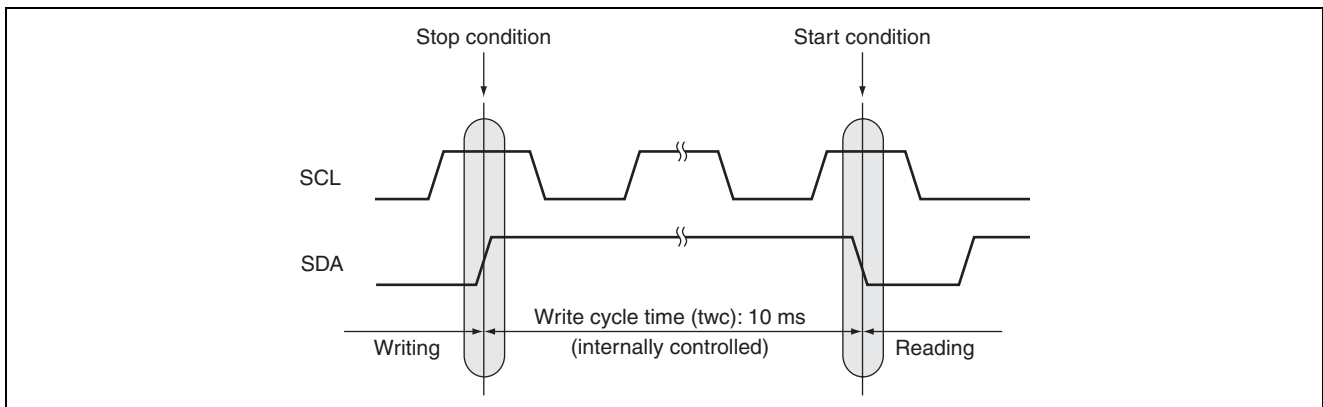 Stop condition
Start condition
SCL
SDA
Write cycle time (twc): 10 ms
Writing
(internally controlled)
Reading